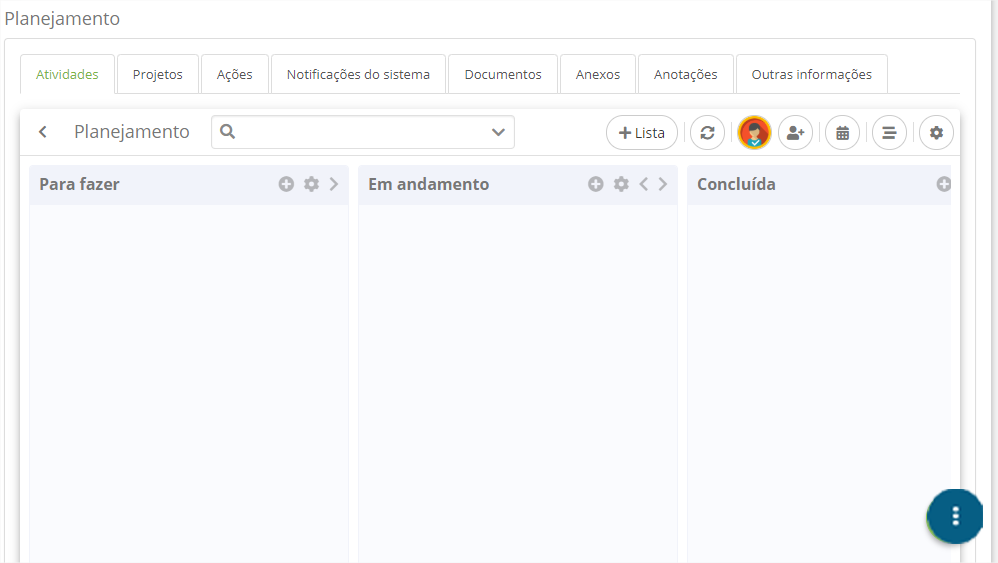 Planejamento
Atividades Projetos Ações Notificações do sistema Documentos Anexos Anotações Outras informações
Planejamento Lista
Para fazer Em andamento Concluída